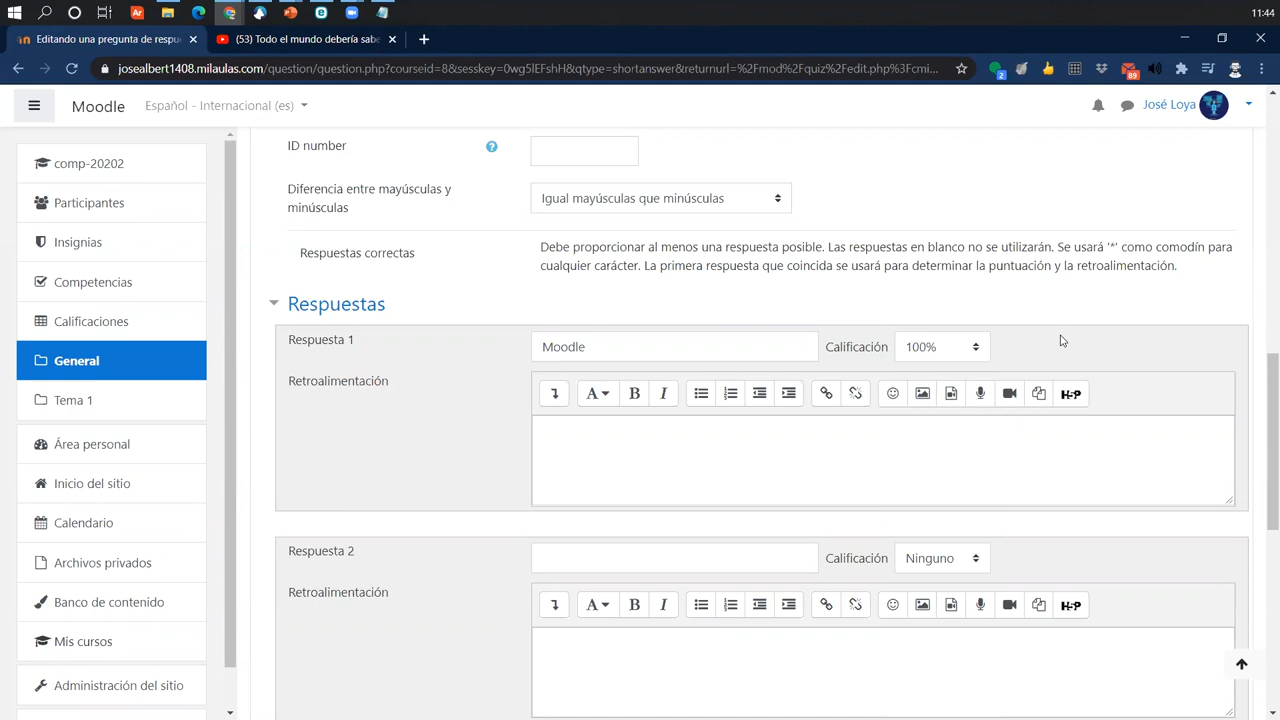 11:44
Editando una pregunta de respu
(53) Todo el mundo debería sabe
josealbert1408.milaulas.com/question/question.php?courseid=8&sesskey=0wg5lEFshH&qtype=shortanswer&returnurl=%2Fmod%2Fquiz%2Fedit.php%3Fcmi...
2
89
Moodle
Español - Internacional (es)
José Loya
comp-20202
Participantes
Insignias
Competencias
Calificaciones
General
Tema 1
Área personal
Inicio del sitio
Calendario
Archivos privados
Banco de contenido
Mis cursos
Administración del sitio
ID number
Diferencia entre mayúsculas y
minúsculas
Igual mayúsculas que minúsculas
Respuestas correctas
Debe proporcionar al menos una respuesta posible. Las respuestas en blanco no se utilizarán. Se usará '*' como comodín para
cualquier carácter. La primera respuesta que coincida se usará para determinar la puntuación y la retroalimentación.
Respuestas
Respuesta 1
Moodle
Calificación
100%
Retroalimentación
A
B
I
H-P
Respuesta 2
Calificación
Ninguno
Retroalimentación
A
B
I
H-P